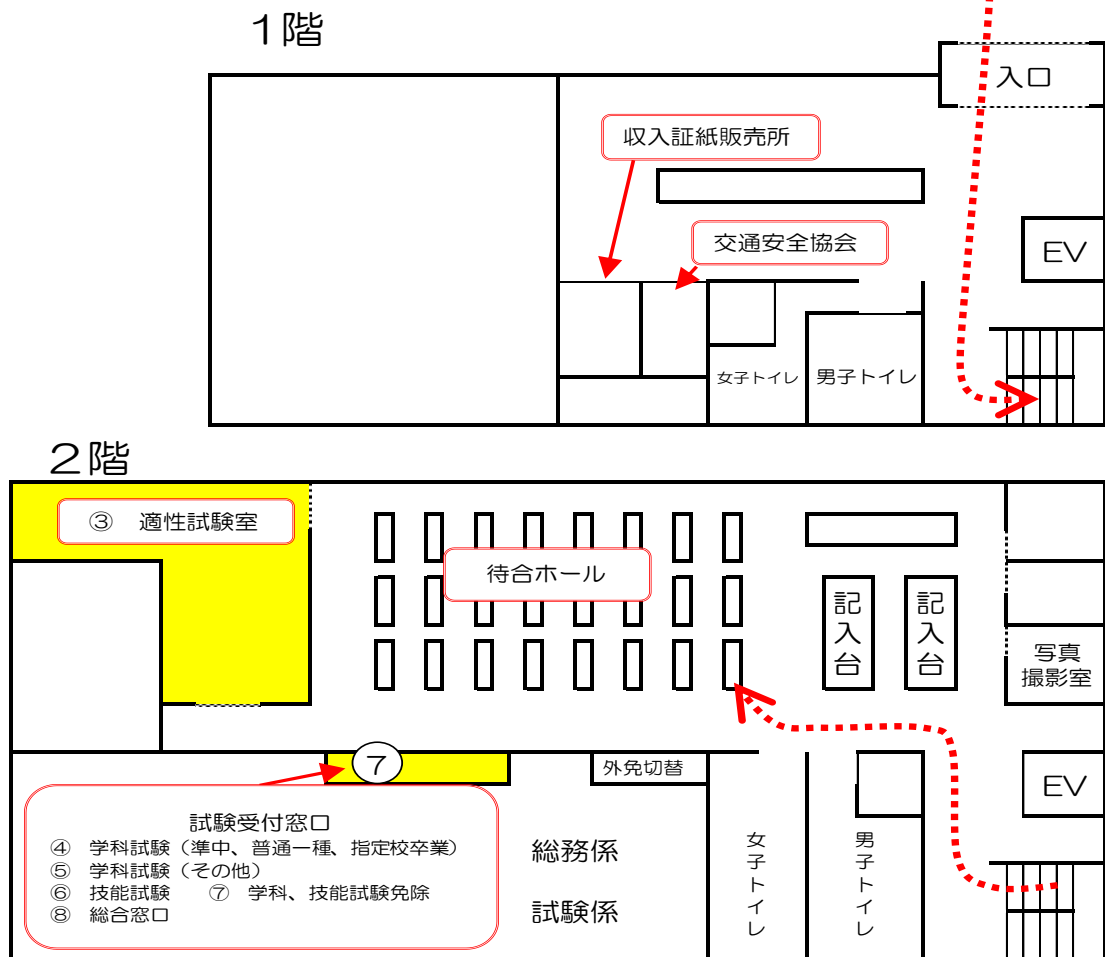 1階
入口
収入証紙販売所
交通安全協会
EV
女子トイレ
男子トイレ
2階
③ 適性試験室
待合ホール
記入台
記入台
写真
撮影室
⑦
外免切替
EV
試験受付窓口
④ 学科試験（準中、普通一種、指定校卒業）
⑤ 学科試験（その他）
⑥ 技能試験 ⑦ 学科、技能試験免除
⑧ 総合窓口
総務係
試験係
女子トイレ
男子トイレ